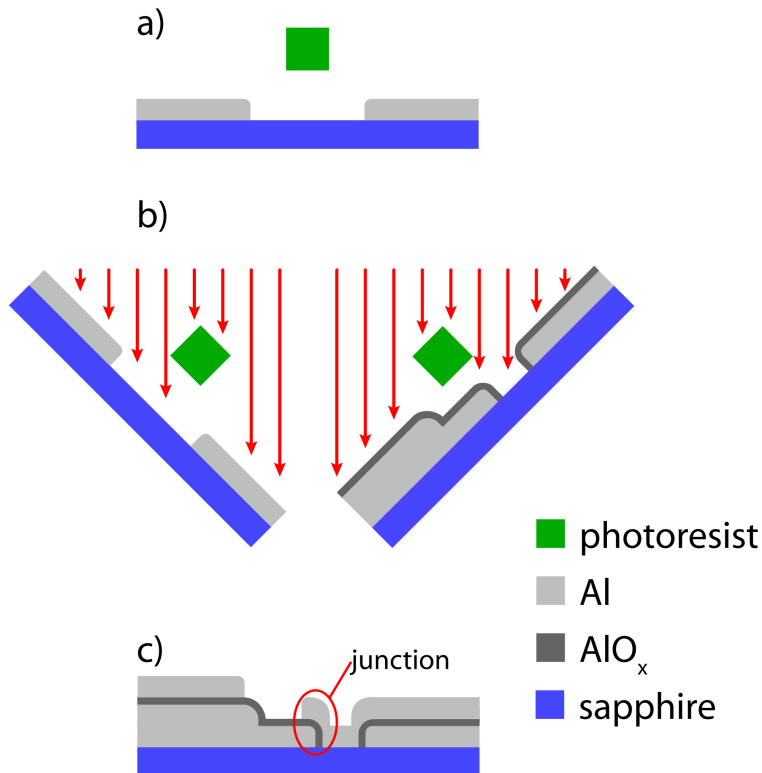 a)
b)
photoresist
Al
AlOx
sapphire
c)
junction